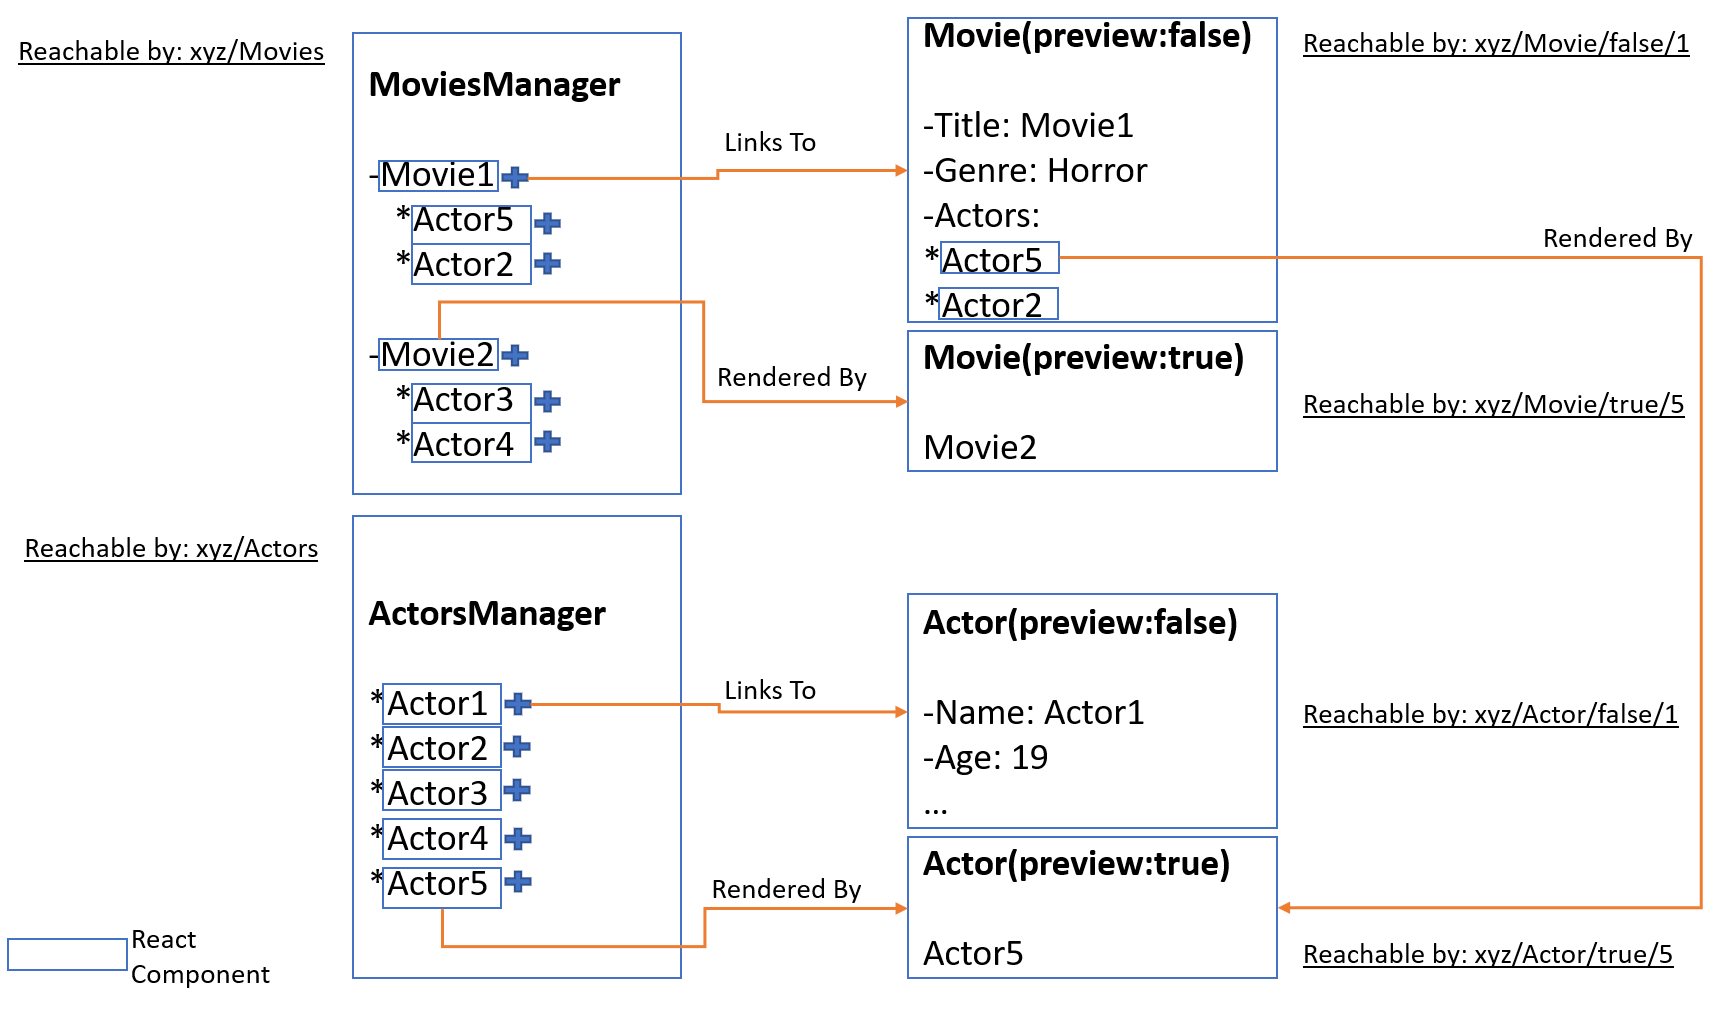 Reachable by: xyz/Movies
MoviesManager
-Movie1
*Actor5
*Actor2
-Movie2
*Actor3
*Actor4
Links To
Rendered By
Movie(preview:false)
-Title: Movie1
-Genre: Horror
-Actors:
*Actor5
*Actor2
Reachable by: xyz/Movie/false/1
Rendered By
Movie(preview:true)
Movie2
Reachable by: xyz/Movie/true/5
Reachable by: xyz/Actors
ActorsManager
*Actor1
*Actor2
*Actor3
*Actor4
*Actor5
Links To
Rendered By
Actor(preview:false)
-Name: Actor1
-Age: 19
...
Reachable by: xyz/Actor/false/1
Actor(preview:true)
Actor5
Reachable by: xyz/Actor/true/5
React
Component